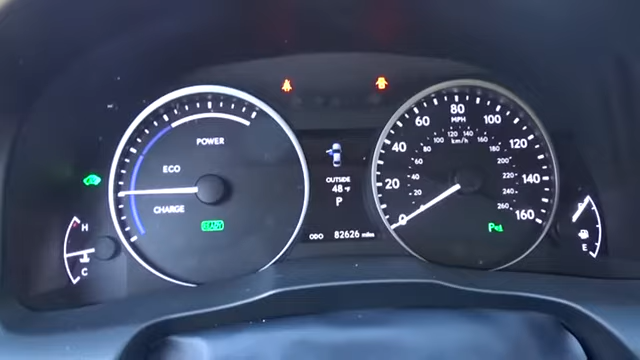 POWER
ECO
CHARGE
READY
H
C
OUTSIDE
48°F
P
ODO 82626 miles
0
20
40
60
80
100
120
140
160
MPH
km/h
20
40
60
80
100
120
140
160
180
200
220
240
260
P
F
E